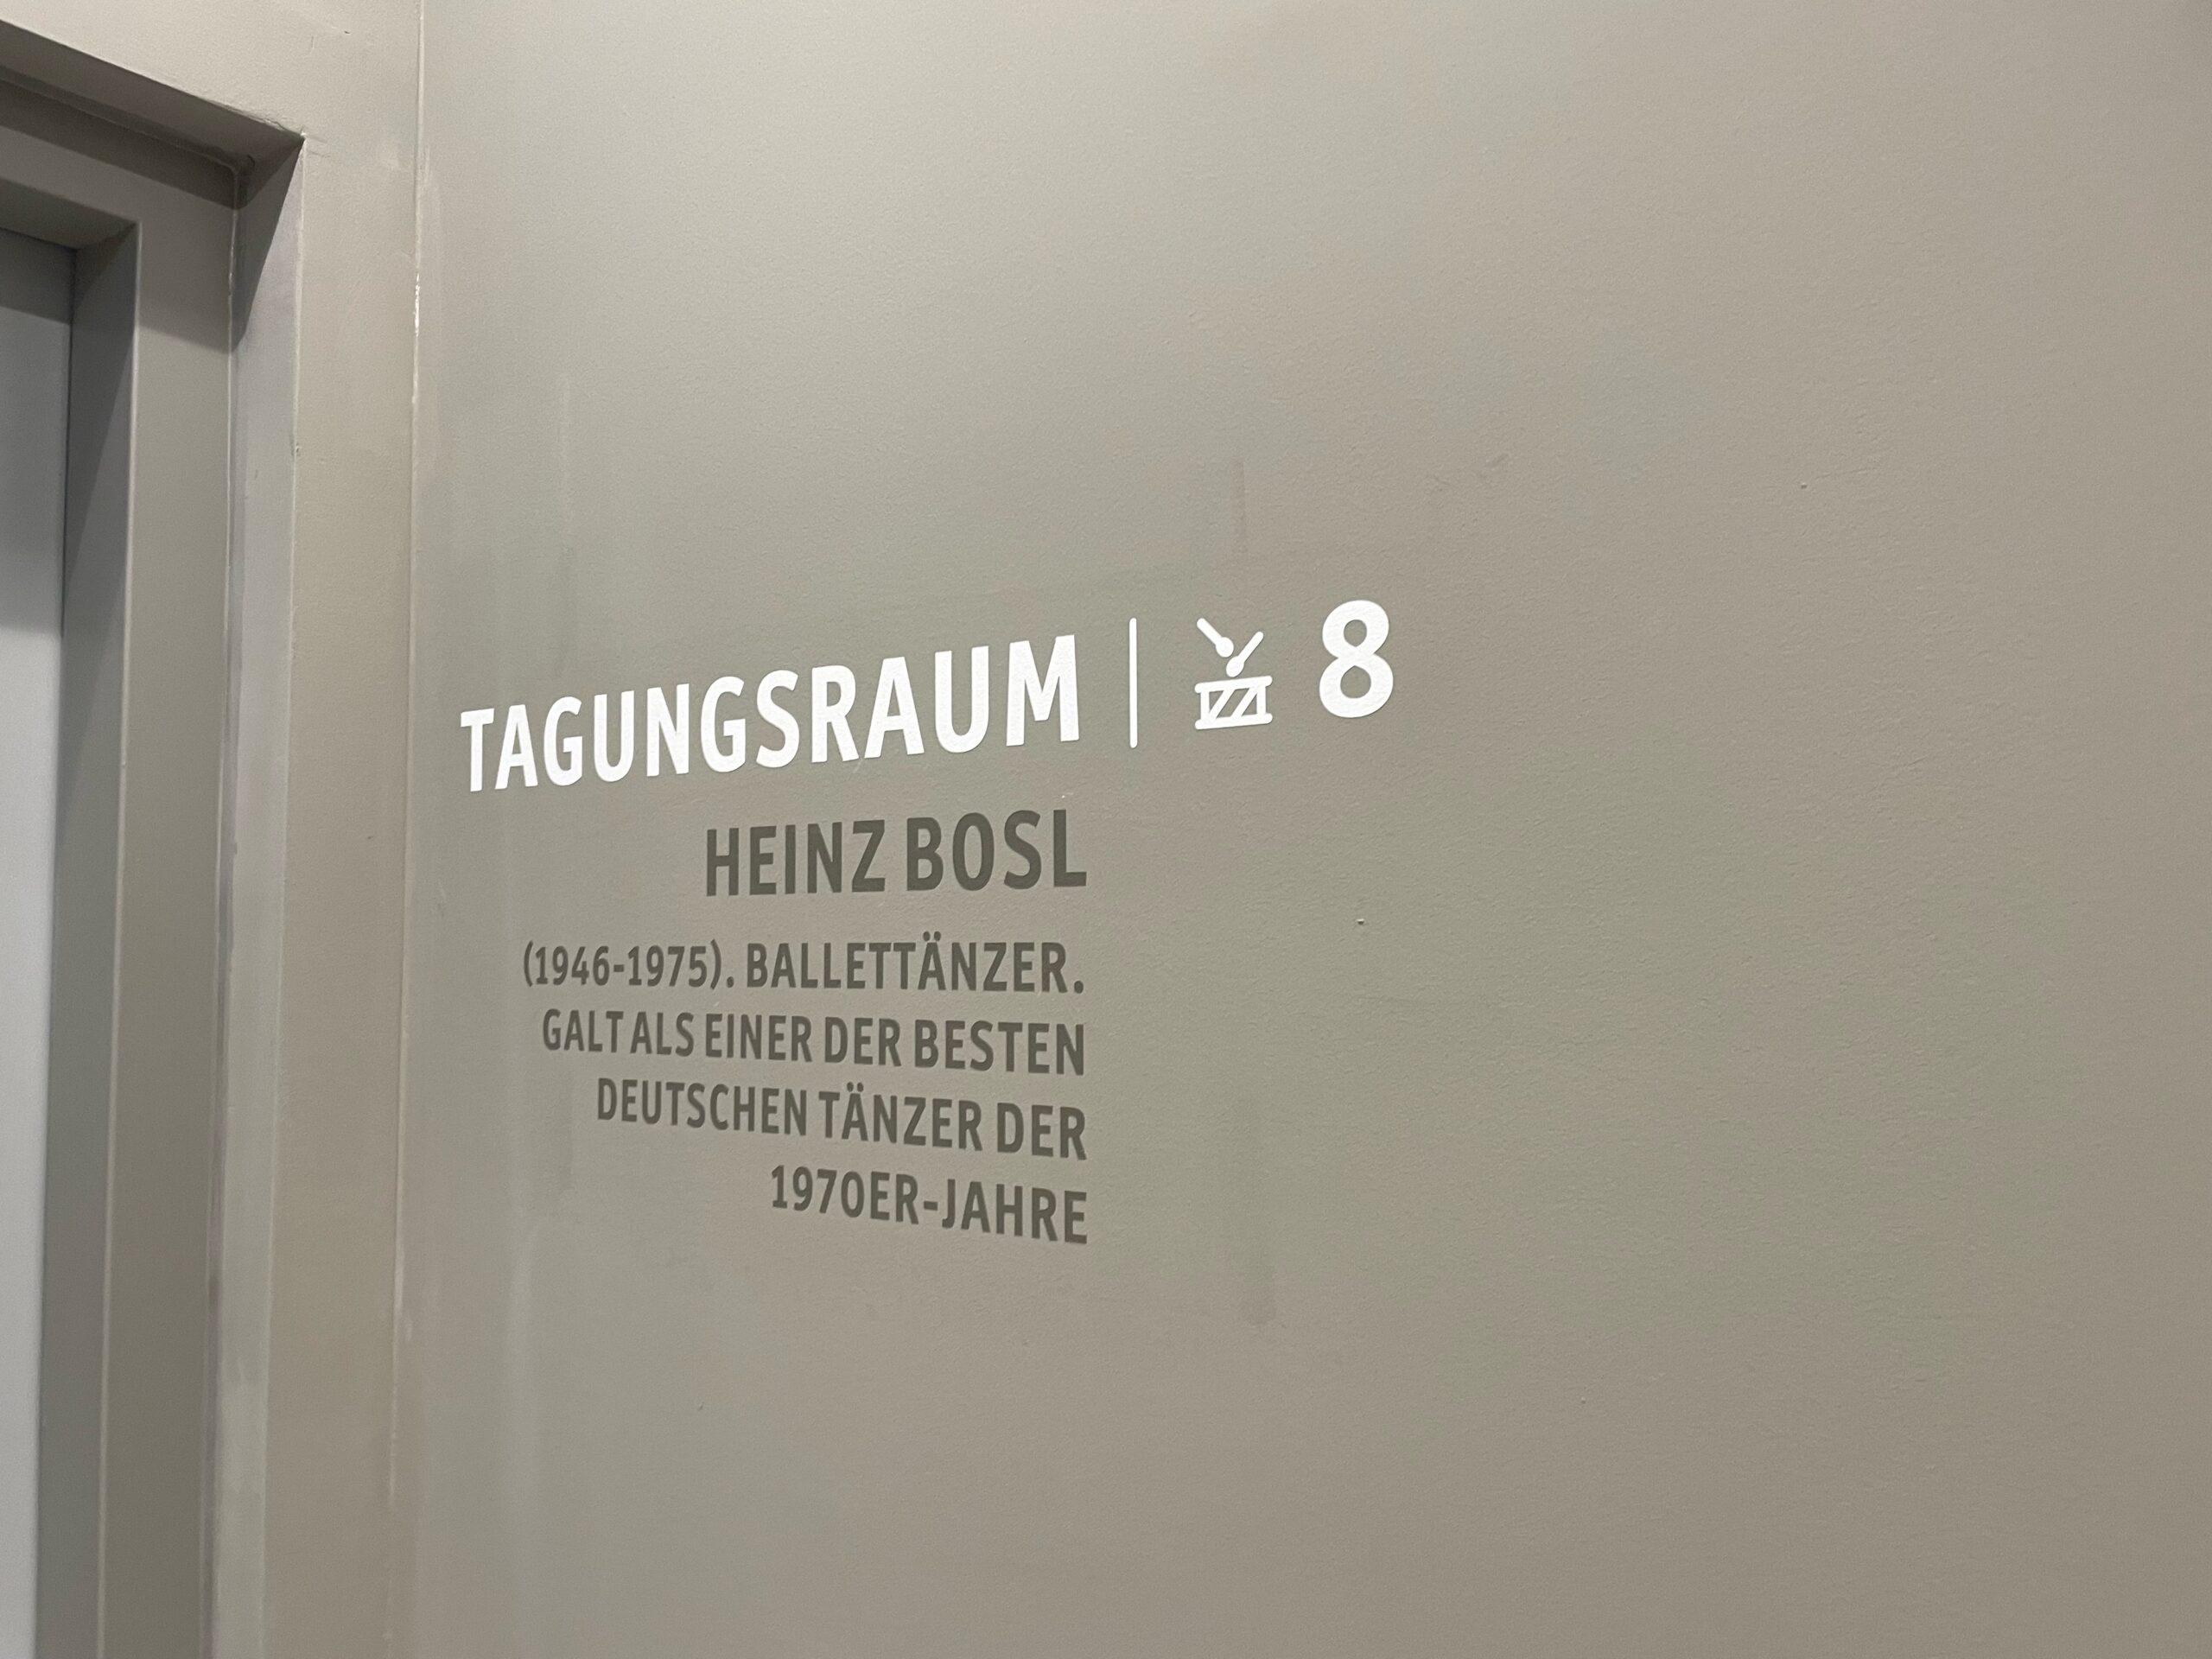 TAGUNGSRAUM | 8
HEINZ BOSL
(1946-1975). BALLETTÄNZER.
GALT ALS EINER DER BESTEN
DEUTSCHEN TÄNZER DER
1970ER-JAHRE